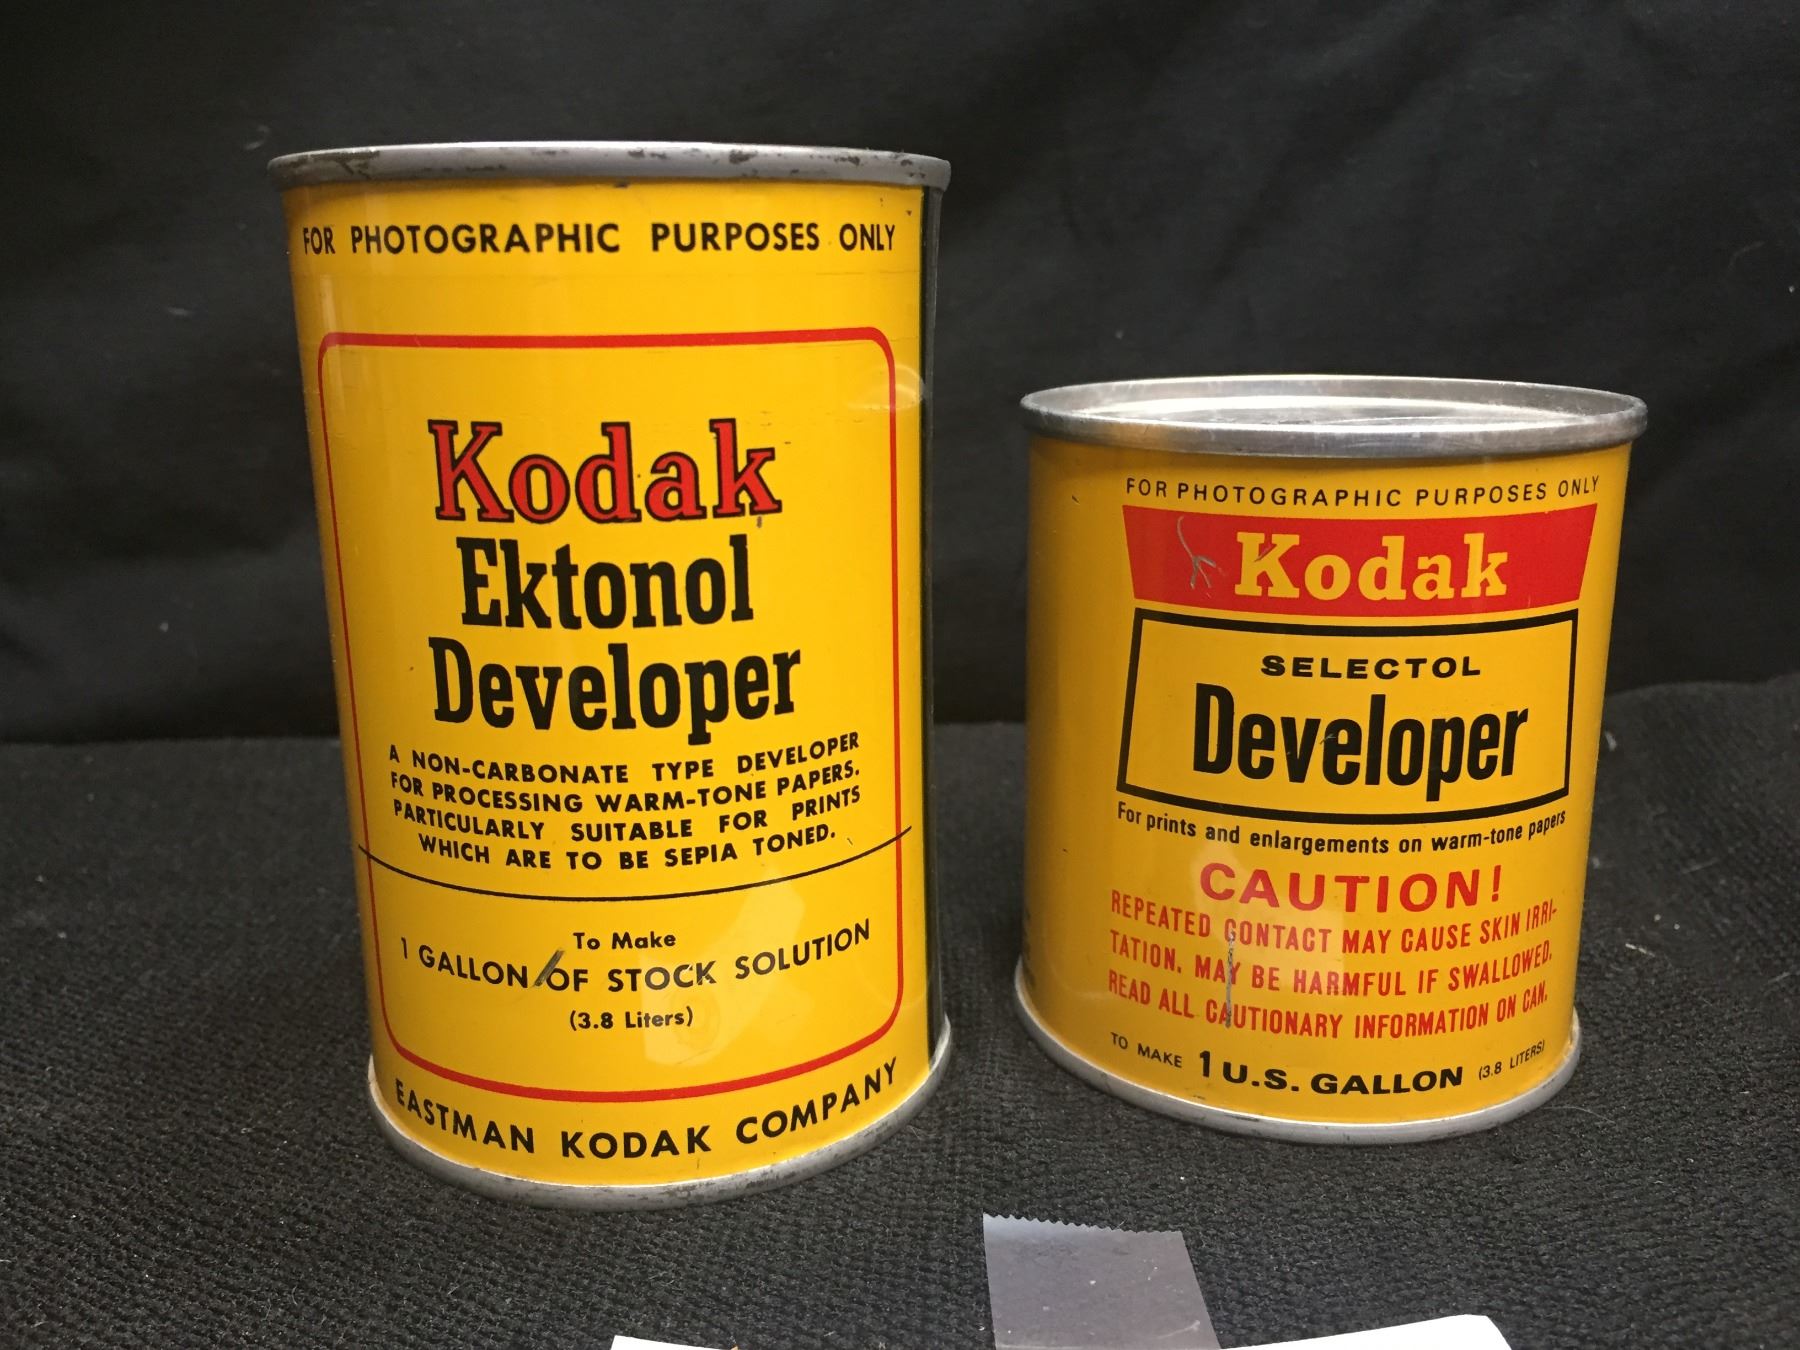 FOR PHOTOGRAPHIC PURPOSES ONLY
Kodak
Ektonol
Developer
A NON-CARBONATE TYPE DEVELOPER
FOR PROCESSING WARM-TONE PAPERS.
PARTICULARLY SUITABLE FOR PRINTS
WHICH ARE TO BE SEPIA TONED.
To Make
1 GALLON OF STOCK SOLUTION
(3.8 Liters)
EASTMAN KODAK COMPANY
FOR PHOTOGRAPHIC PURPOSES ONLY
Kodak
SELECTOL
Developer
For prints and enlargements on warm-tone papers
CAUTION!
REPEATED CONTACT MAY CAUSE SKIN IRRI-
TATION. MAY BE HARMFUL IF SWALLOWED.
READ ALL CAUTIONARY INFORMATION ON CAN.
TO MAKE 1 U.S. GALLON (3.8 LITERS)